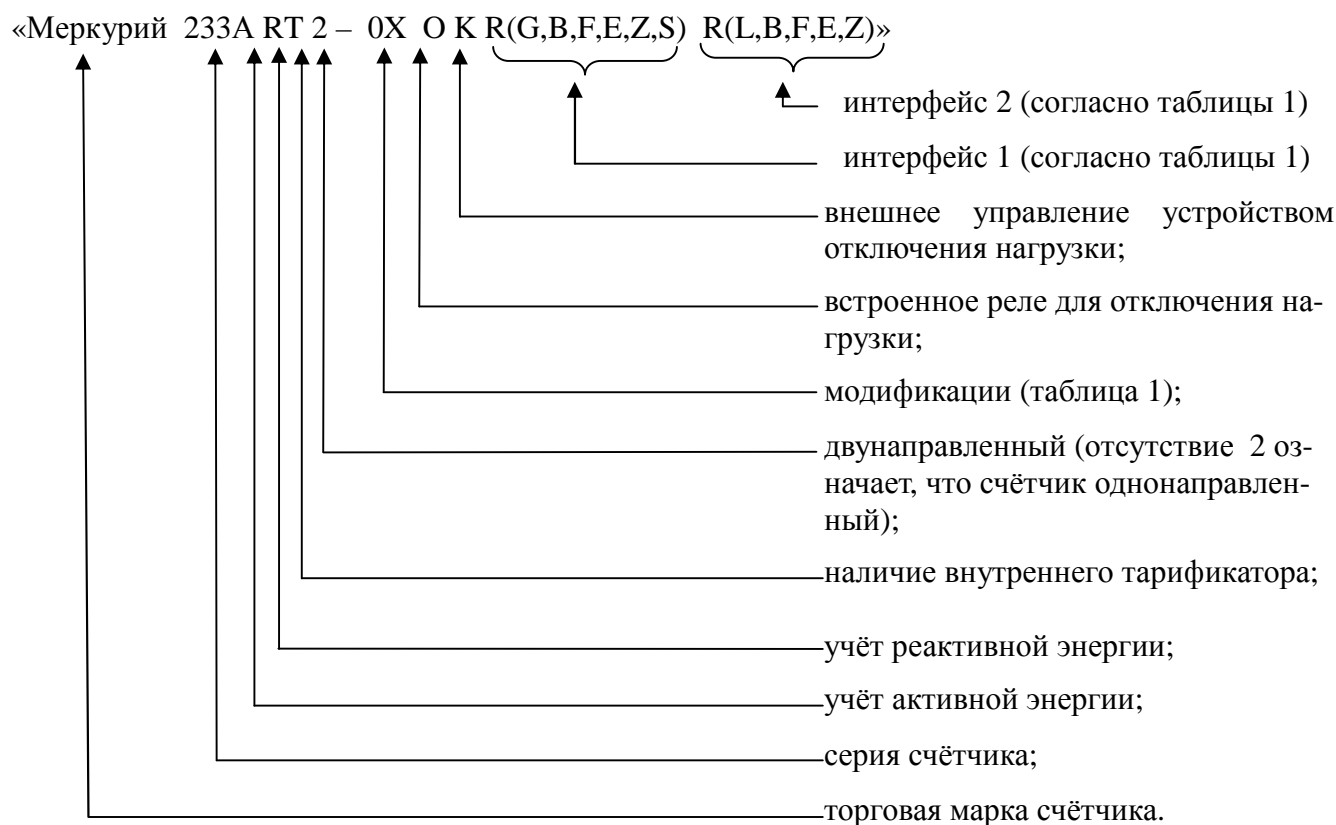 «Меркурий 233A RT 2 – 0X O K R(G,B,F,E,Z,S) R(L,B,F,E,Z)»
интерфейс 2 (согласно таблицы 1)
интерфейс 1 (согласно таблицы 1)
внешнее управление устройством
отключения нагрузки;
встроенное реле для отключения на-
грузки;
модификации (таблица 1);
двунаправленный (отсутствие 2 оз-
начает, что счётчик однонаправлен-
ный);
наличие внутреннего тарификатора;
учёт реактивной энергии;
учёт активной энергии;
серия счётчика;
торговая марка счётчика.